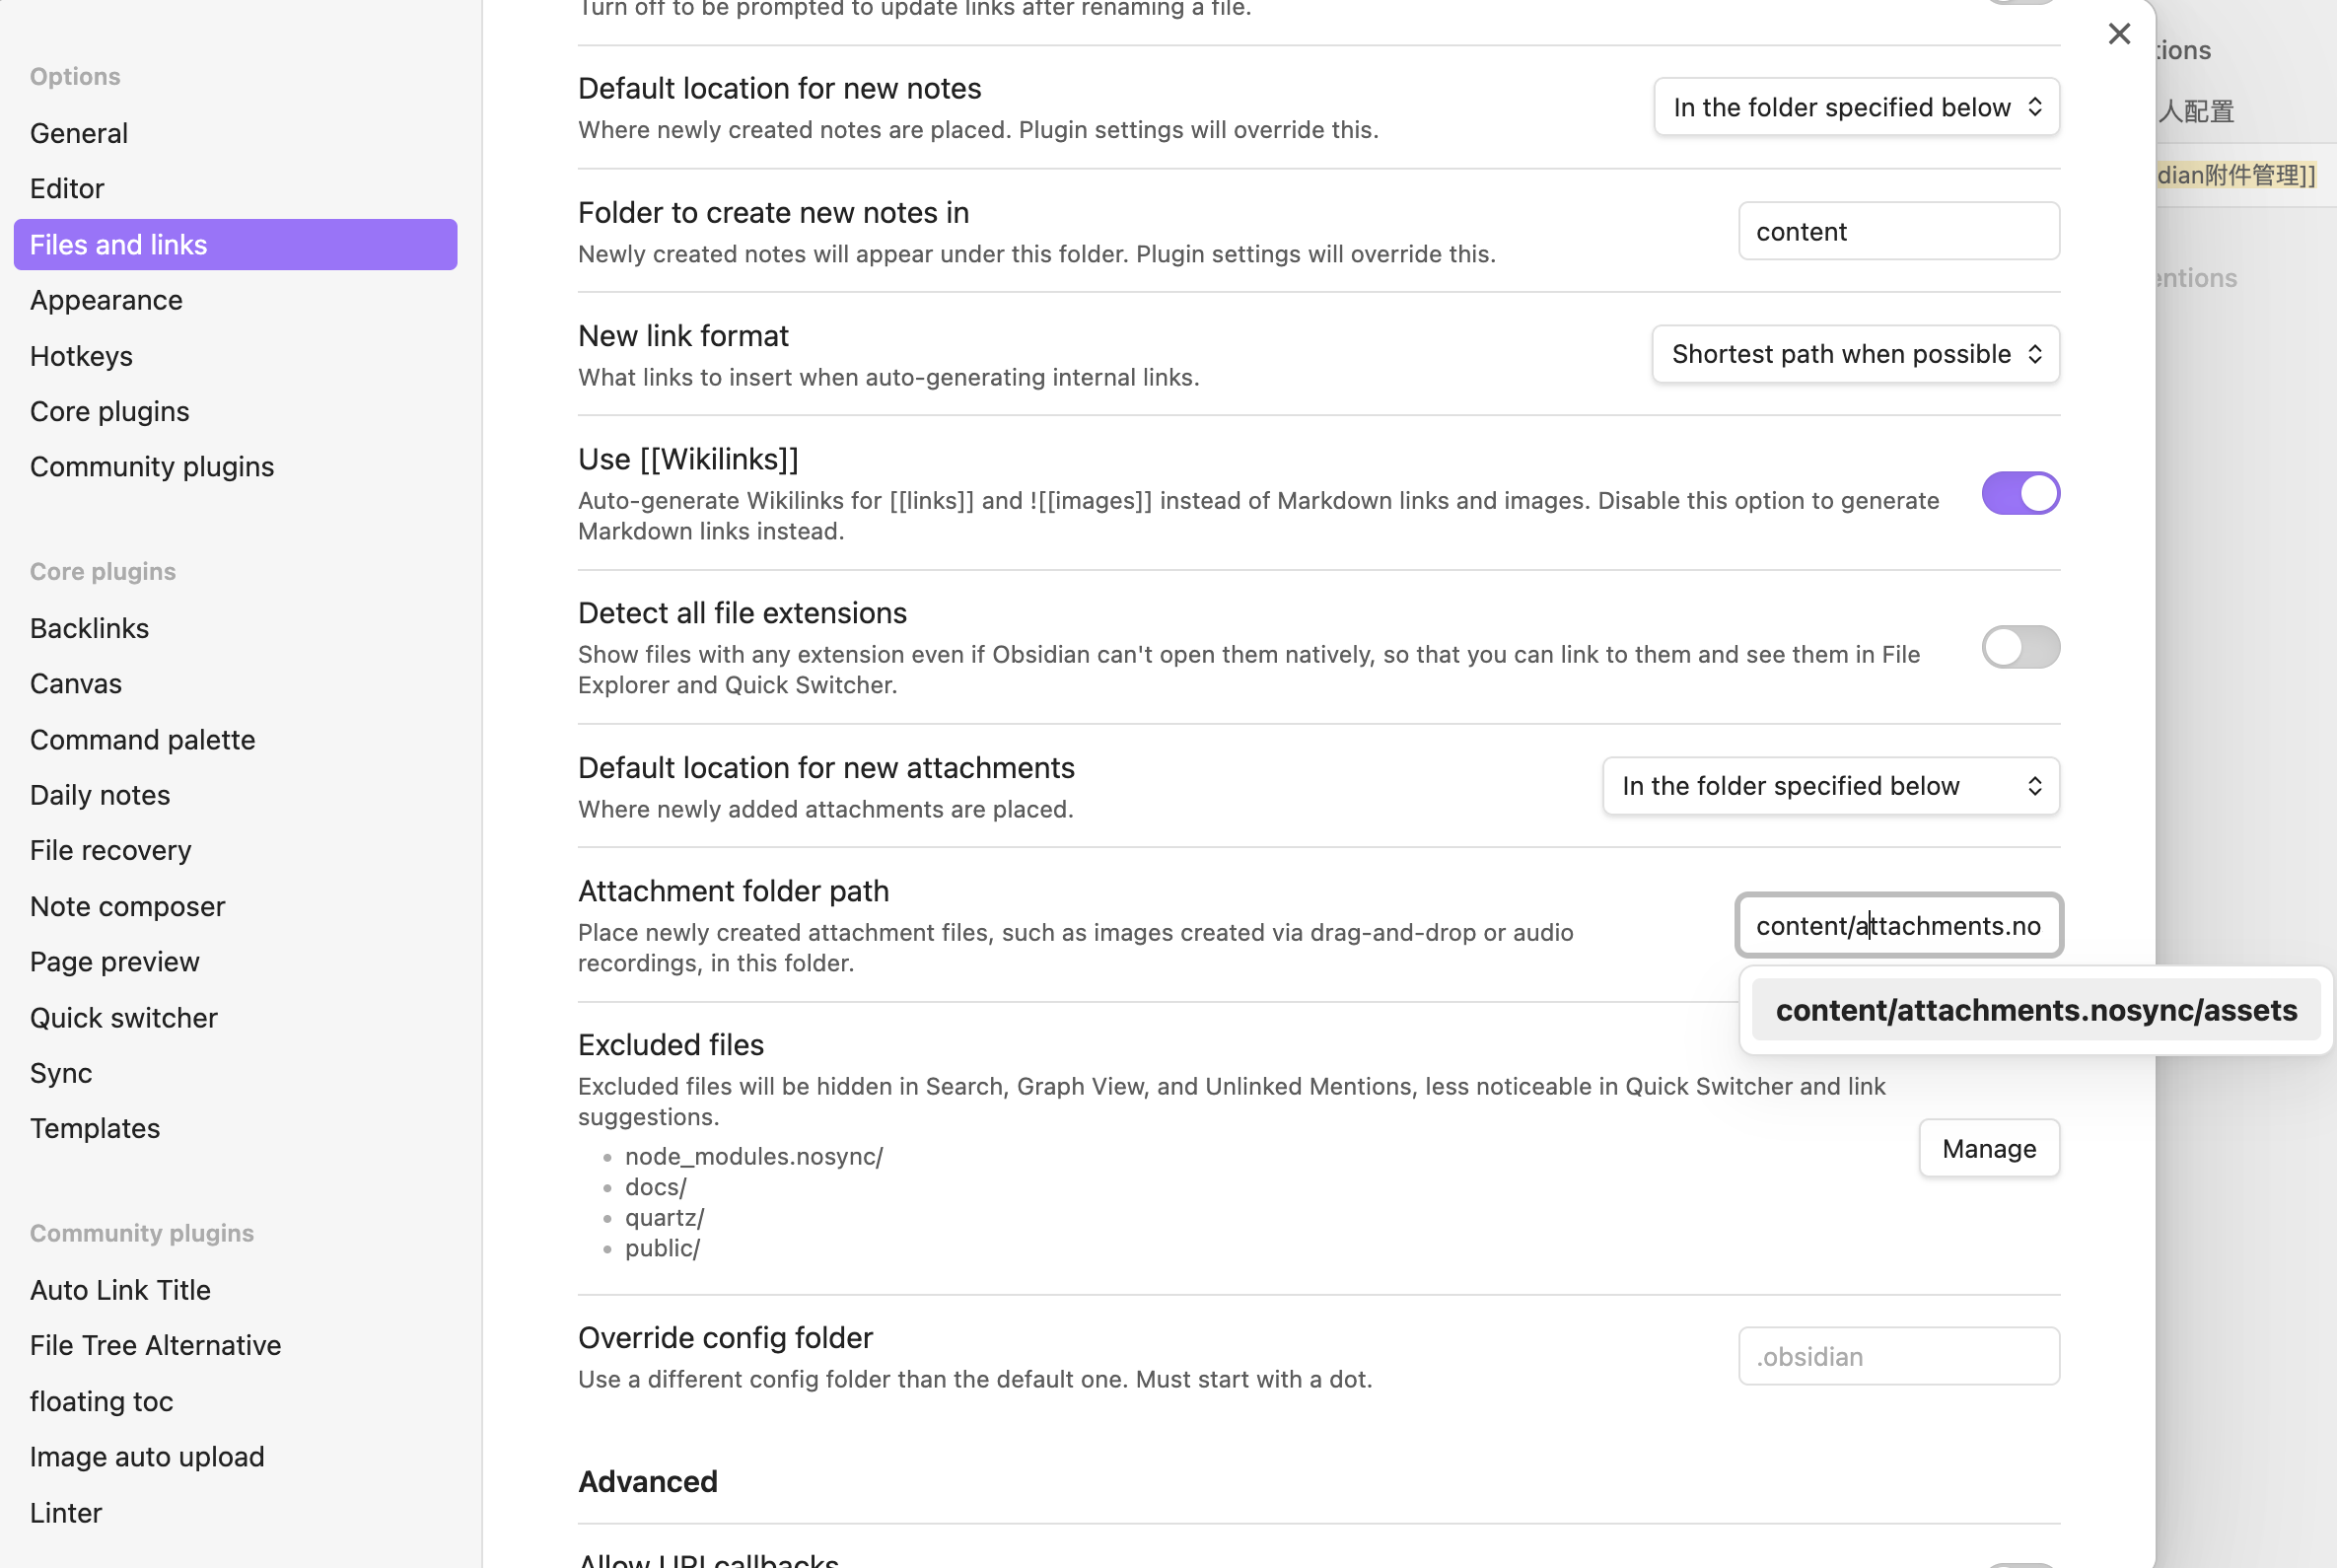 Options
General
Editor
Files and links
Appearance
Hotkeys
Core plugins
Community plugins
Core plugins
Backlinks
Canvas
Command palette
Daily notes
File recovery
Note composer
Page preview
Quick switcher
Sync
Templates
Community plugins
Auto Link Title
File Tree Alternative
floating toc
Image auto upload
Linter
Turn off to be prompted to update links after renaming a file.
Default location for new notes
Where newly created notes are placed. Plugin settings will override this.
In the folder specified below
Folder to create new notes in
Newly created notes will appear under this folder. Plugin settings will override this.
content
New link format
What links to insert when auto-generating internal links.
Shortest path when possible
Use [[Wikilinks]]
Auto-generate Wikilinks for [[links]] and ![[images]] instead of Markdown links and images. Disable this option to generate
Markdown links instead.
Detect all file extensions
Show files with any extension even if Obsidian can't open them natively, so that you can link to them and see them in File
Explorer and Quick Switcher.
Default location for new attachments
Where newly added attachments are placed.
In the folder specified below
Attachment folder path
Place newly created attachment files, such as images created via drag-and-drop or audio
recordings, in this folder.
content/attachments.no
content/attachments.nosync/assets
Excluded files
Excluded files will be hidden in Search, Graph View, and Unlinked Mentions, less noticeable in Quick Switcher and link
suggestions.
node_modules.nosync/
docs/
quartz/
public/
Manage
Override config folder
Use a different config folder than the default one. Must start with a dot.
.obsidian
Advanced
Allow URI callbacks
tions
人配置
dian附件管理]]
entions